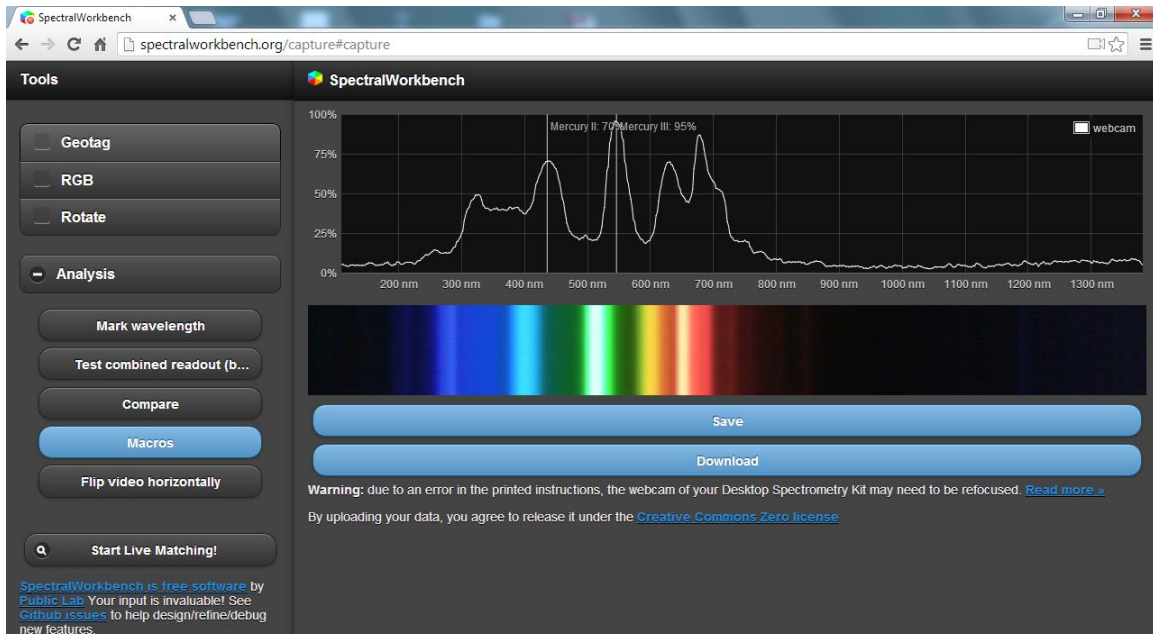 SpectralWorkbench
spectralworkbench.org/capture#capture
Tools
SpectralWorkbench
Geotag
RGB
Rotate
Analysis
Mark wavelength
Test combined readout (b...
Compare
Macros
Flip video horizontally
Start Live Matching!
SpectralWorkbench is free software by
Public Lab Your input is invaluable! See
Github issues to help design/refine/debug
new features.
100%
75%
50%
25%
0%
Mercury II: 70% Mercury III: 95%
webcam
200 nm 300 nm 400 nm 500 nm 600 nm 700 nm 800 nm 900 nm 1000 nm 1100 nm 1200 nm 1300 nm
Save
Download
Warning: due to an error in the printed instructions, the webcam of your Desktop Spectrometry Kit may need to be refocused. Read more »
By uploading your data, you agree to release it under the Creative Commons Zero license